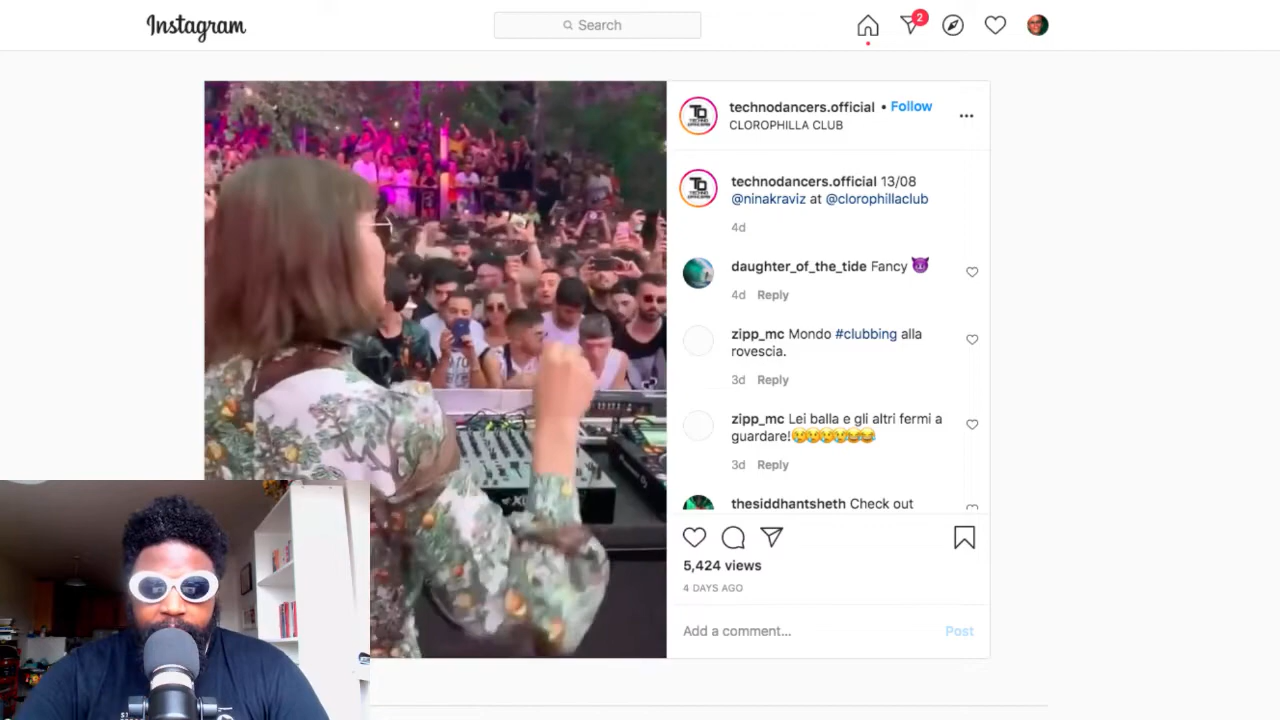 Instagram
Search
2
technodancers.official • Follow
CLOROPHILLA CLUB
technodancers.official 13/08
@ninakraviz at @clorophillaclub
4d
daughter_of_the_tide Fancy 😈
4d Reply
zipp_mc Mondo #clubbing alla
rovescia.
3d Reply
zipp_mc Lei balla e gli altri fermi a
guardare!😢😢😢😢😂😂
3d Reply
thesiddhantsheth Check out
5,424 views
4 DAYS AGO
Add a comment...
Post